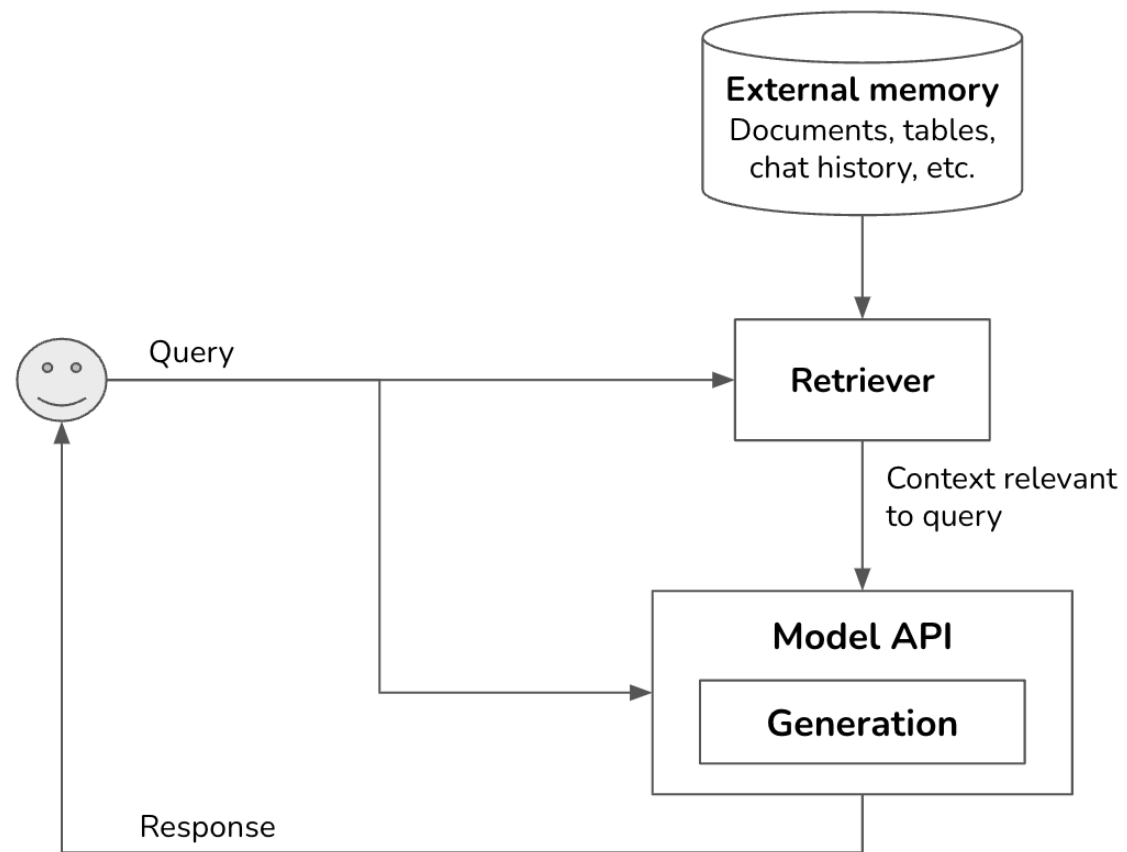 External memory
Documents, tables,
chat history, etc.
Query
Retriever
Context relevant
to query
Model API
Generation
Response